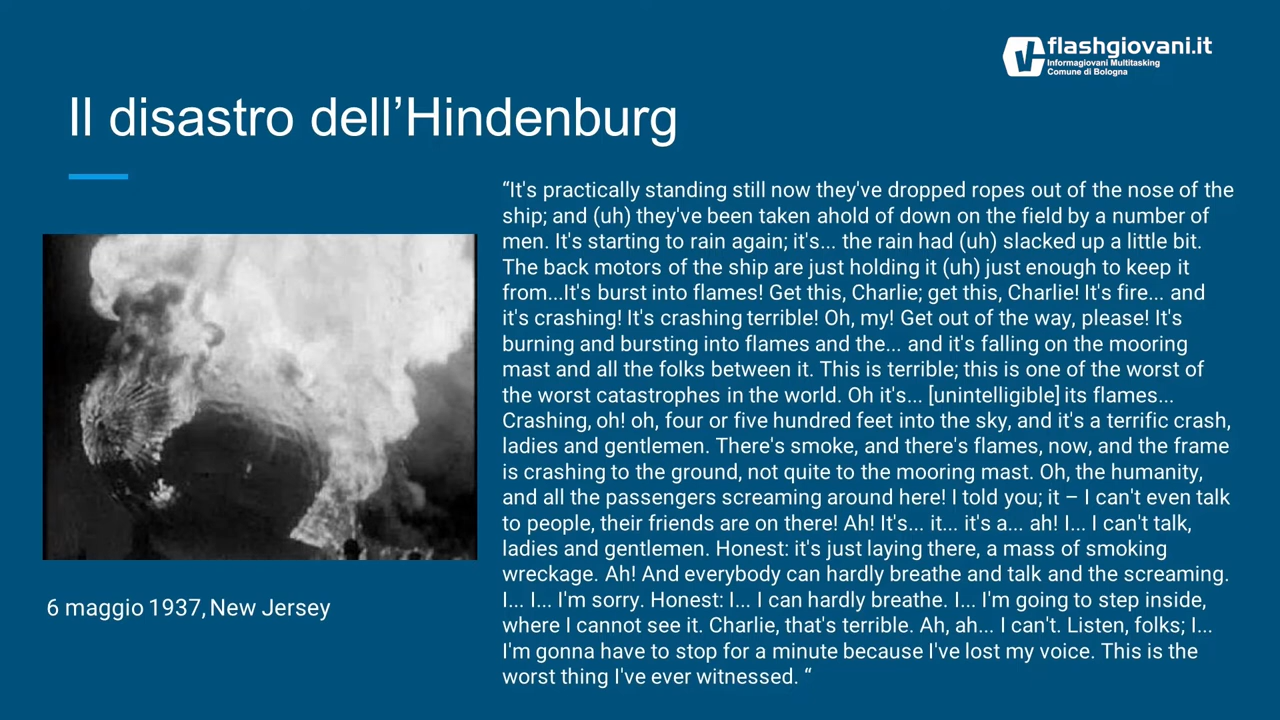 flashgiovani.it
Informagiovani Multitasking
Comune di Bologna
Il disastro dell’Hindenburg
“It's practically standing still now they've dropped ropes out of the nose of the
ship; and (uh) they've been taken ahold of down on the field by a number of
men. It's starting to rain again; it's... the rain had (uh) slacked up a little bit.
The back motors of the ship are just holding it (uh) just enough to keep it
from...It's burst into flames! Get this, Charlie; get this, Charlie! It's fire... and
it's crashing! It's crashing terrible! Oh, my! Get out of the way, please! It's
burning and bursting into flames and the... and it's falling on the mooring
mast and all the folks between it. This is terrible; this is one of the worst of
the worst catastrophes in the world. Oh it's... [unintelligible] its flames...
Crashing, oh! oh, four or five hundred feet into the sky, and it's a terrific crash,
ladies and gentlemen. There's smoke, and there's flames, now, and the frame
is crashing to the ground, not quite to the mooring mast. Oh, the humanity,
and all the passengers screaming around here! I told you; it – I can't even talk
to people, their friends are on there! Ah! It's... it... it's a... ah! I... I can't talk,
ladies and gentlemen. Honest: it's just laying there, a mass of smoking
wreckage. Ah! And everybody can hardly breathe and talk and the screaming.
I... I... I'm sorry. Honest: I... I can hardly breathe. I... I'm going to step inside,
where I cannot see it. Charlie, that's terrible. Ah, ah... I can't. Listen, folks; I...
I'm gonna have to stop for a minute because I've lost my voice. This is the
worst thing I've ever witnessed. “
6 maggio 1937, New Jersey